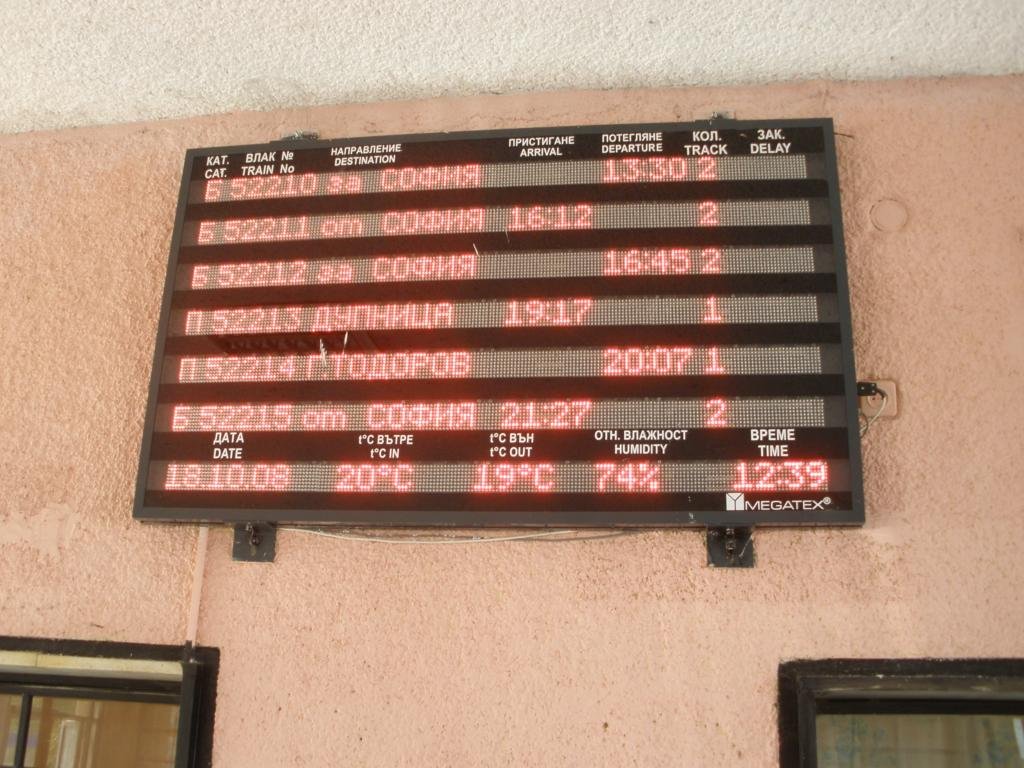 КАТ. ВЛАК № НАПРАВЛЕНИЕ ПРИСТИГАНЕ ПОТЕГЛЯНЕ КОЛ. ЗАК.
CAT. TRAIN No DESTINATION ARRIVAL DEPARTURE TRACK DELAY
Б 52210 за СОФИЯ 13:30 2
Б 52211 от СОФИЯ 16:12 2
Б 52212 за СОФИЯ 16:45 2
П 52213 ДУПНИЦА 19:17 1
П 52214 Г ТОДОРОВ 20:07 1
Б 52215 от СОФИЯ 21:27 2
ДАТА t°C ВЪТРЕ t°C ВЪН ОТН. ВЛАЖНОСТ ВРЕМЕ
DATE t°C IN t°C OUT HUMIDITY TIME
18.10.08 20°C 19°C 74% 12:39
MEGATEX®